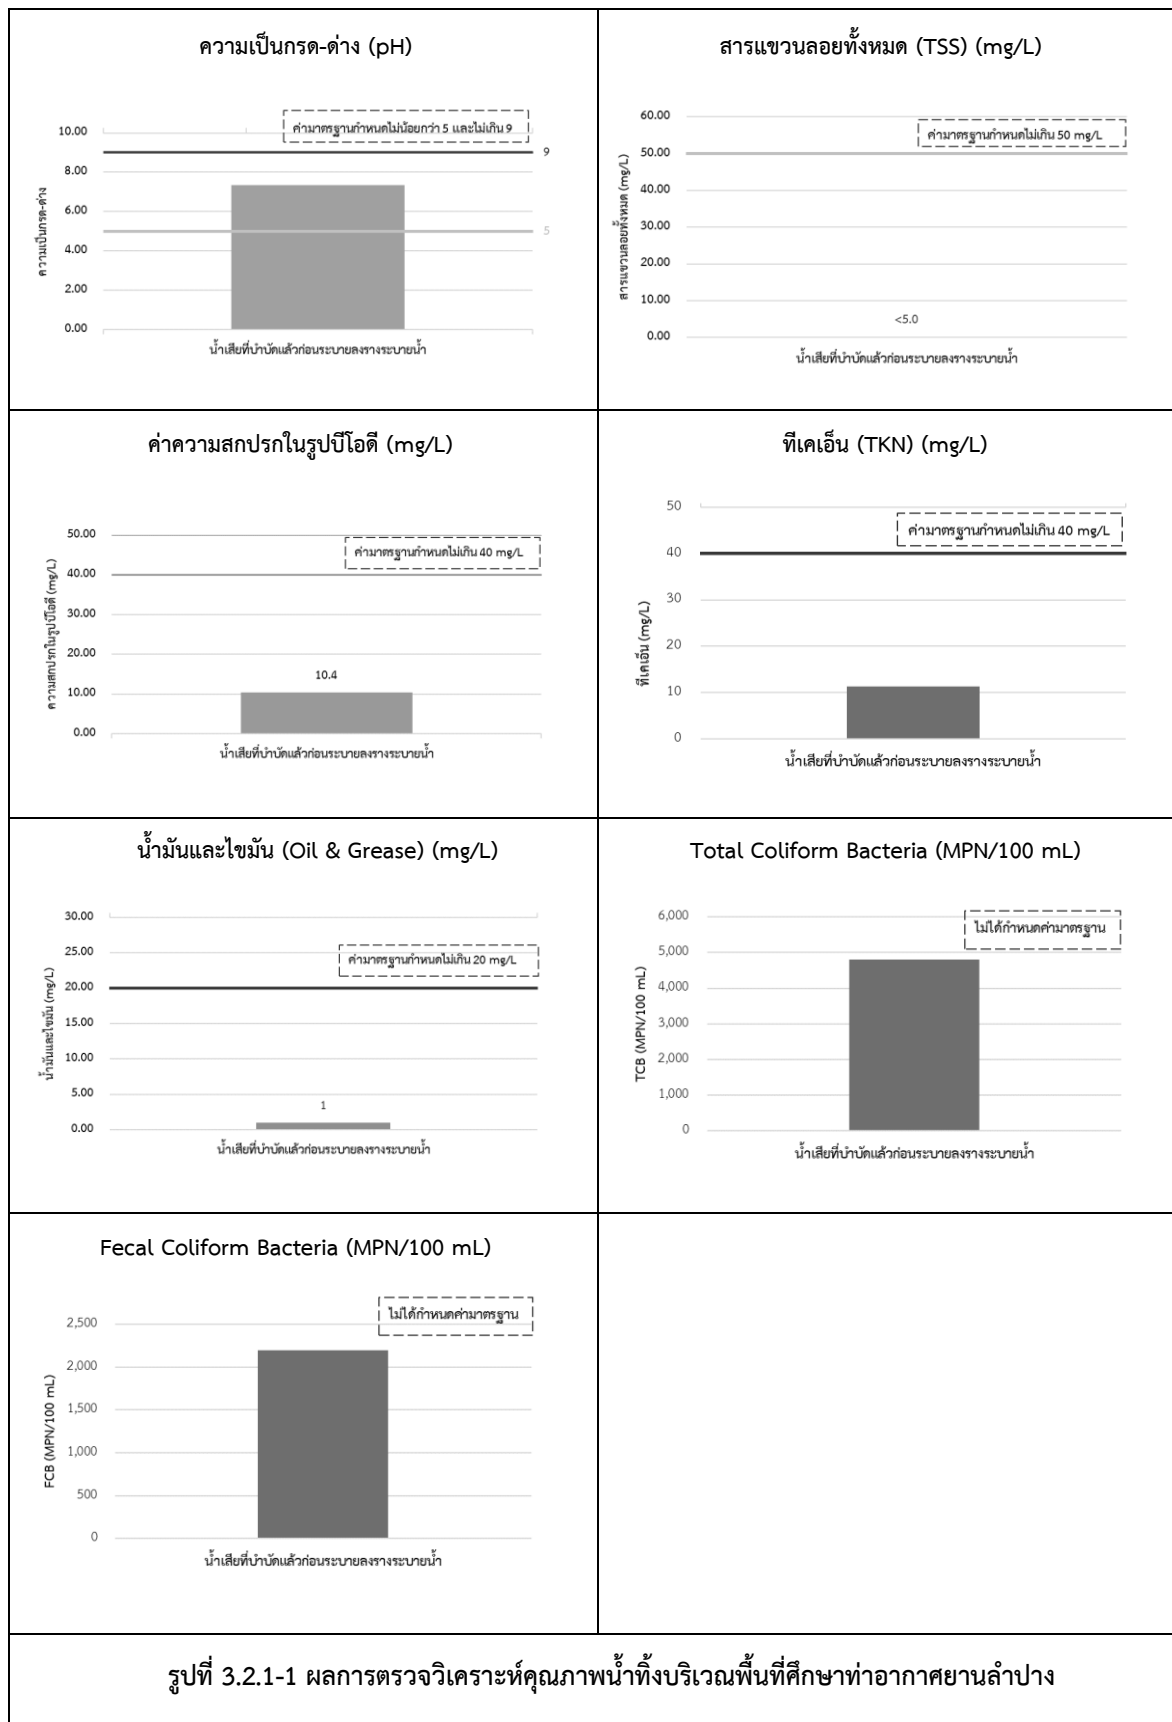 ความเป็นกรด-ด่าง (pH)
ค่ามาตรฐานกำหนดไม่น้อยกว่า 5 และไม่เกิน 9
10.00
8.00
6.00
4.00
2.00
0.00
9
5
ความเป็นกรด-ด่าง
น้ำเสียที่บำบัดแล้วก่อนระบายลงรางระบายน้ำ
สารแขวนลอยทั้งหมด (TSS) (mg/L)
ค่ามาตรฐานกำหนดไม่เกิน 50 mg/L
60.00
50.00
40.00
30.00
20.00
10.00
0.00
<5.0
สารแขวนลอยทั้งหมด (mg/L)
น้ำเสียที่บำบัดแล้วก่อนระบายลงรางระบายน้ำ
ค่าความสกปรกในรูปบีโอดี (mg/L)
ค่ามาตรฐานกำหนดไม่เกิน 40 mg/L
50.00
40.00
30.00
20.00
10.00
0.00
10.4
ความสกปรกในรูปบีโอดี (mg/L)
น้ำเสียที่บำบัดแล้วก่อนระบายลงรางระบายน้ำ
ทีเคเอ็น (TKN) (mg/L)
ค่ามาตรฐานกำหนดไม่เกิน 40 mg/L
50
40
30
20
10
0
ทีเคเอ็น (mg/L)
น้ำเสียที่บำบัดแล้วก่อนระบายลงรางระบายน้ำ
น้ำมันและไขมัน (Oil & Grease) (mg/L)
ค่ามาตรฐานกำหนดไม่เกิน 20 mg/L
30.00
25.00
20.00
15.00
10.00
5.00
0.00
1
น้ำมันและไขมัน (mg/L)
น้ำเสียที่บำบัดแล้วก่อนระบายลงรางระบายน้ำ
Total Coliform Bacteria (MPN/100 mL)
ไม่ได้กำหนดค่ามาตรฐาน
6,000
5,000
4,000
3,000
2,000
1,000
0
TCB (MPN/100 mL)
น้ำเสียที่บำบัดแล้วก่อนระบายลงรางระบายน้ำ
Fecal Coliform Bacteria (MPN/100 mL)
ไม่ได้กำหนดค่ามาตรฐาน
2,500
2,000
1,500
1,000
500
0
FCB (MPN/100 mL)
น้ำเสียที่บำบัดแล้วก่อนระบายลงรางระบายน้ำ
รูปที่ 3.2.1-1 ผลการตรวจวิเคราะห์คุณภาพน้ำทิ้งบริเวณพื้นที่ศึกษาท่าอากาศยานลำปาง